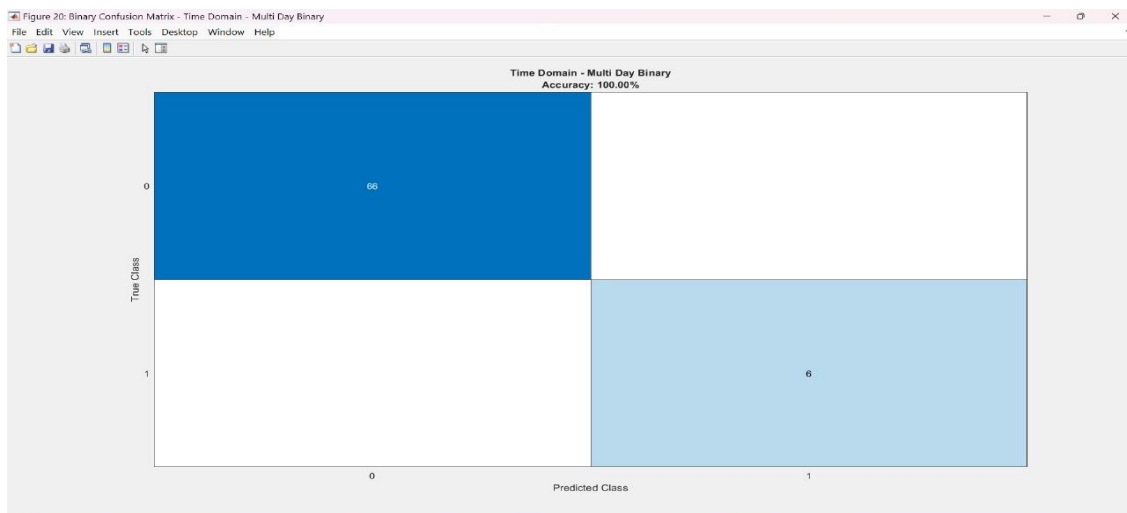 Figure 20: Binary Confusion Matrix - Time Domain - Multi Day Binary
File Edit View Insert Tools Desktop Window Help
Time Domain - Multi Day Binary
Accuracy: 100.00%
0
66
True Class
1
6
0 1
Predicted Class